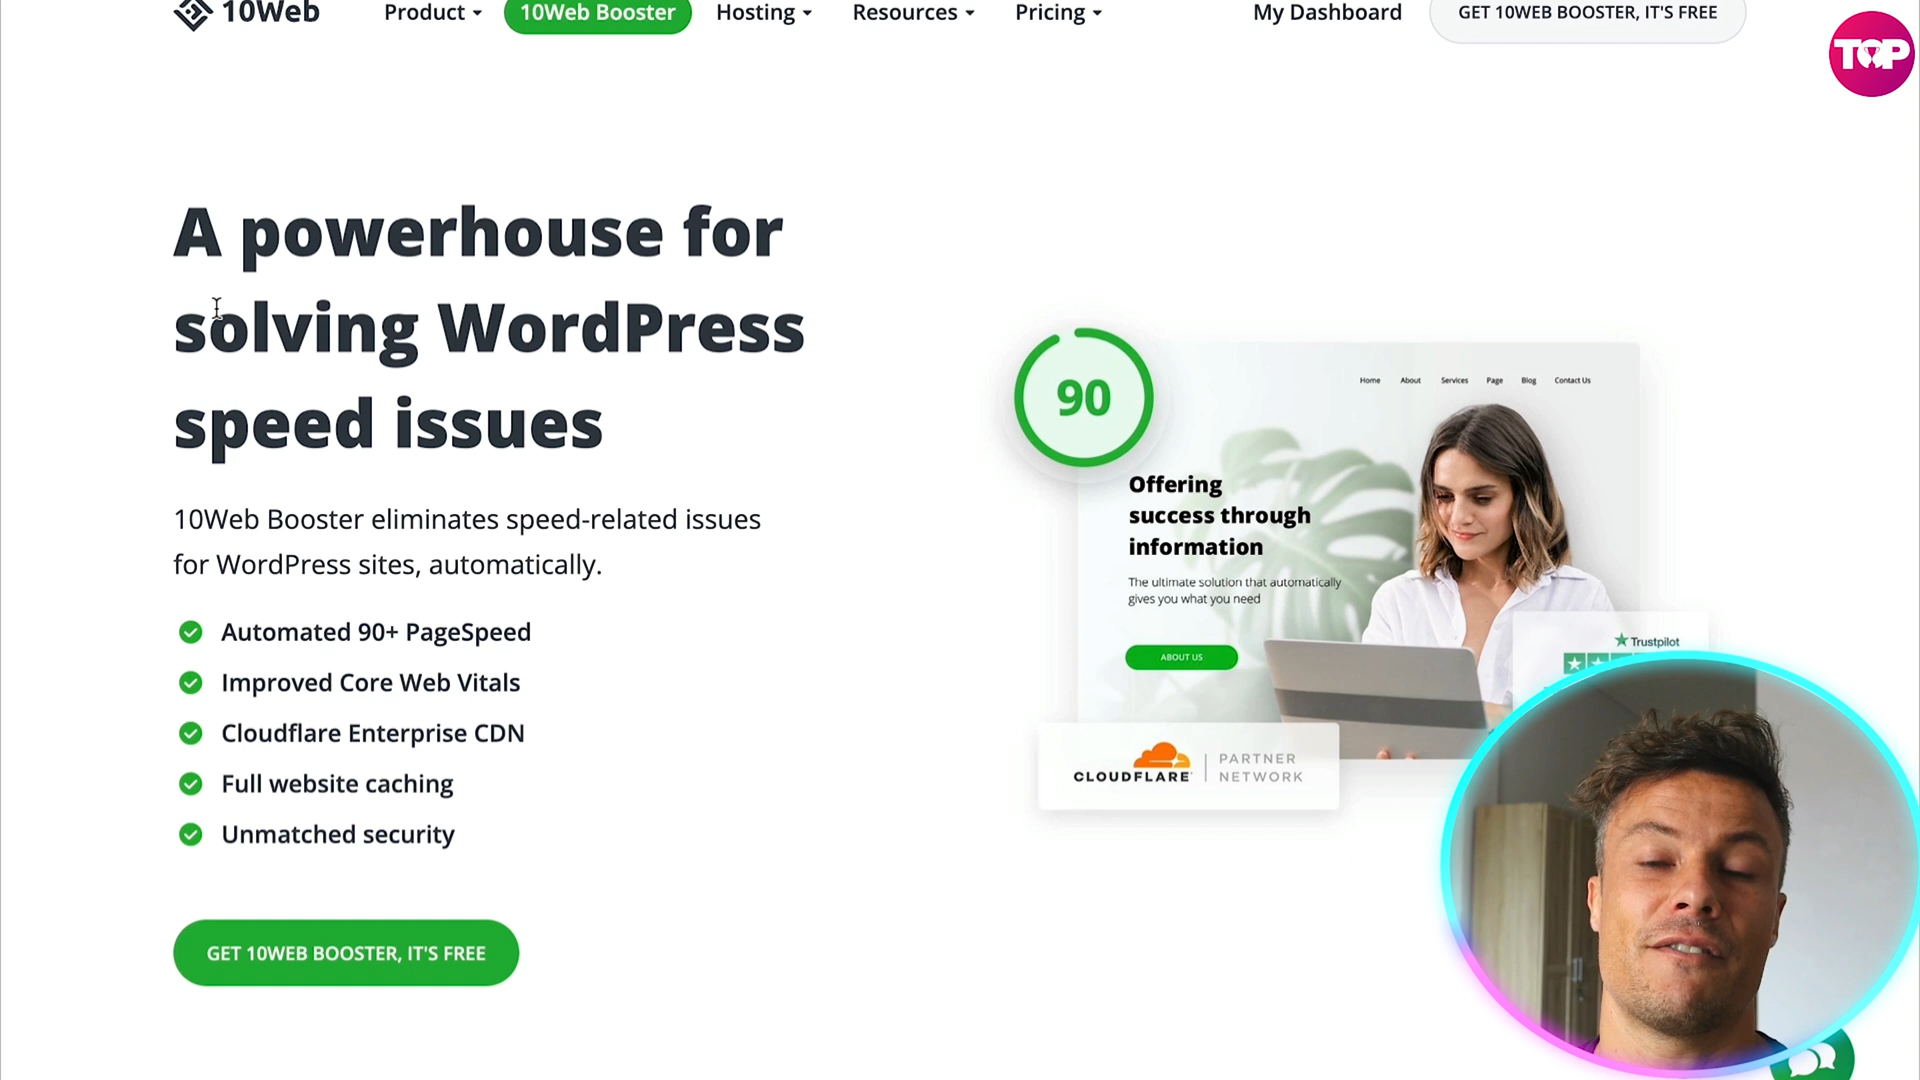 10Web
Product
10Web Booster
Hosting
Resources
Pricing
My Dashboard
GET 10WEB BOOSTER, IT'S FREE
TOP
A powerhouse for
solving WordPress
speed issues
10Web Booster eliminates speed-related issues
for WordPress sites, automatically.
Automated 90+ PageSpeed
Improved Core Web Vitals
Cloudflare Enterprise CDN
Full website caching
Unmatched security
GET 10WEB BOOSTER, IT'S FREE
90
Home About Services Page Blog Contact Us
Offering
success through
information
The ultimate solution that automatically
gives you what you need
ABOUT US
Trustpilot
CLOUDFLARE
PARTNER
NETWORK